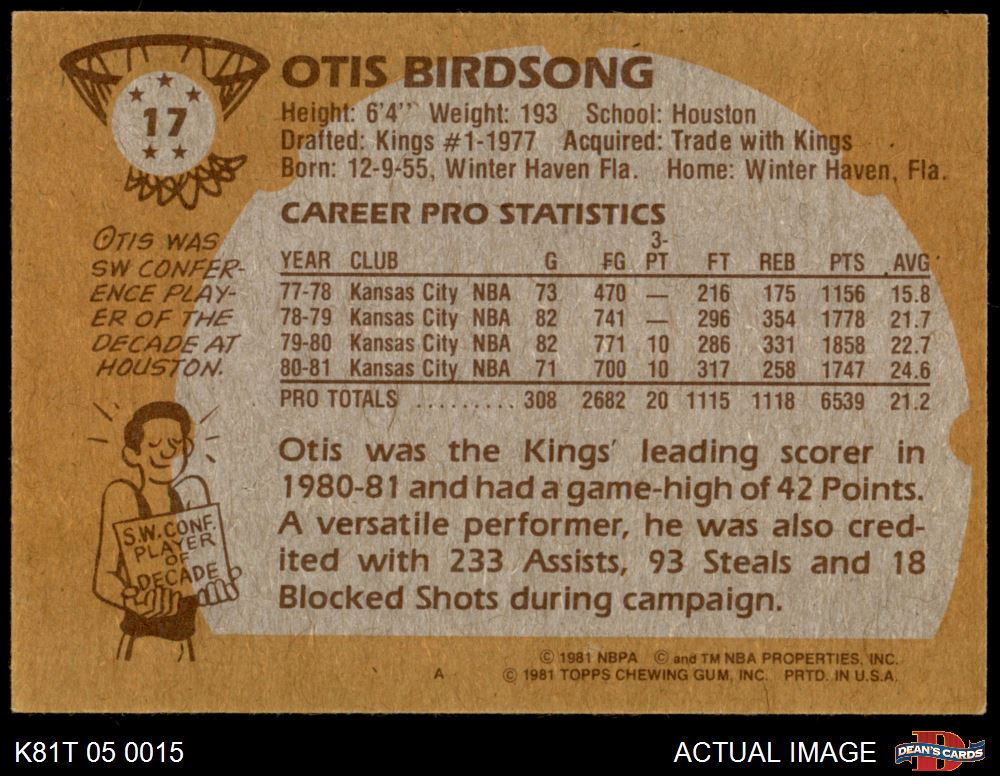 17
OTIS BIRDSONG
Height: 6'4'' Weight: 193 School: Houston
Drafted: Kings #1-1977 Acquired: Trade with Kings
Born: 12-9-55, Winter Haven Fla. Home: Winter Haven, Fla.
CAREER PRO STATISTICS
YEAR CLUB G FG 3-PT FT REB PTS AVG
77-78 Kansas City NBA 73 470 — 216 175 1156 15.8
78-79 Kansas City NBA 82 741 — 296 354 1778 21.7
79-80 Kansas City NBA 82 771 10 286 331 1858 22.7
80-81 Kansas City NBA 71 700 10 317 258 1747 24.6
PRO TOTALS .......... 308 2682 20 1115 1118 6539 21.2
OTIS WAS
SW CONFER-
ENCE PLAY-
ER OF THE
DECADE AT
HOUSTON.
S.W. CONF.
PLAYER
OF
DECADE
Otis was the Kings' leading scorer in
1980-81 and had a game-high of 42 Points.
A versatile performer, he was also cred-
ited with 233 Assists, 93 Steals and 18
Blocked Shots during campaign.
© 1981 NBPA © and TM NBA PROPERTIES, INC.
A © 1981 TOPPS CHEWING GUM, INC. PRTD. IN U.S.A.
K81T 05 0015 ACTUAL IMAGE DEAN'S CARDS